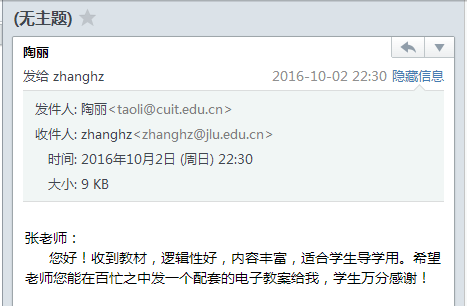 (无主题)
陶丽
发给 zhanghz 2016-10-02 22:30 隐藏信息
发件人: 陶丽<taoli@cuit.edu.cn>
收件人: zhanghz<zhanghz@jlu.edu.cn>
时间: 2016年10月2日 (周日) 22:30
大小: 9 KB
张老师：
您好！收到教材，逻辑性好，内容丰富，适合学生导学用。希望
老师您能在百忙之中发一个配套的电子教案给我，学生万分感谢！